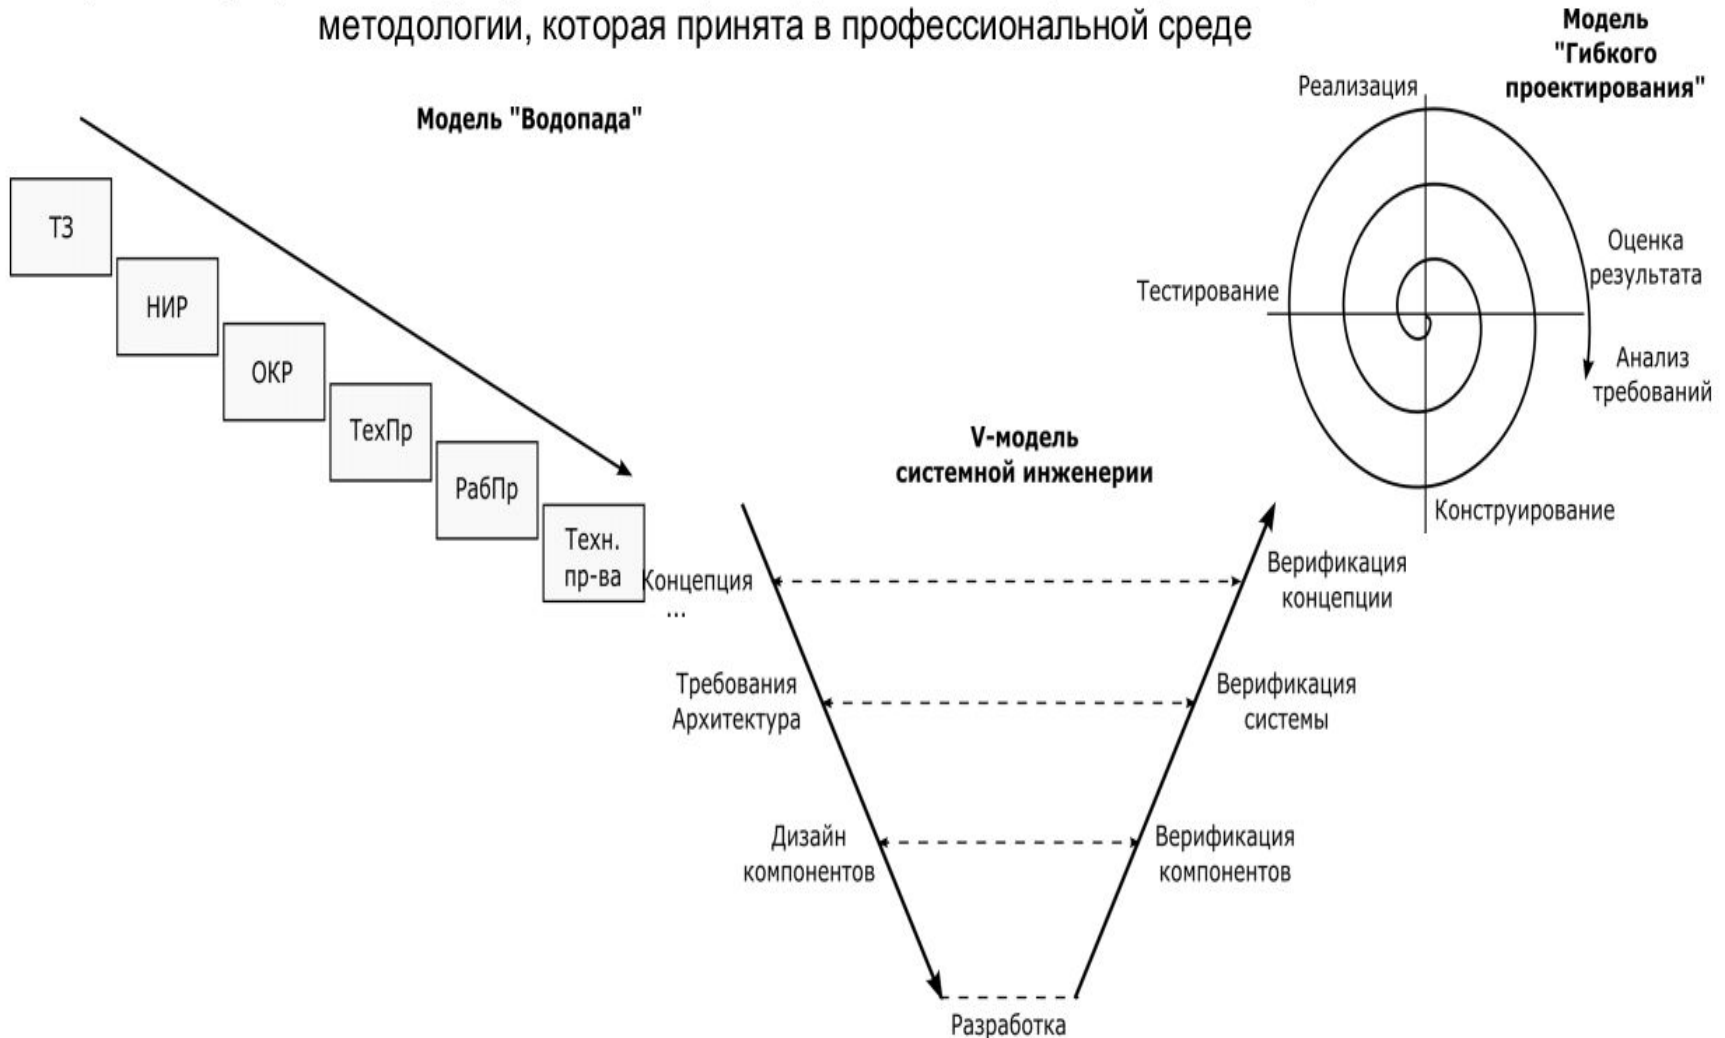 методологии, которая принята в профессиональной среде
Модель "Водопада"
ТЗ
НИР
ОКР
ТехПр
РабПр
Техн.
пр-ва
V-модель
системной инженерии
Концепция
...
Требования
Архитектура
Дизайн
компонентов
Разработка
Верификация
концепции
Верификация
системы
Верификация
компонентов
Модель
"Гибкого
проектирования"
Реализация
Оценка
результата
Тестирование
Анализ
требований
Конструирование